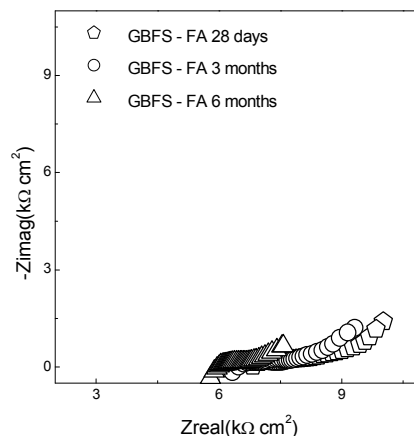 GBFS - FA 28 days
GBFS - FA 3 months
GBFS - FA 6 months
9
6
3
0
-Zimag(kΩ cm²)
3 6 9
Zreal(kΩ cm²)